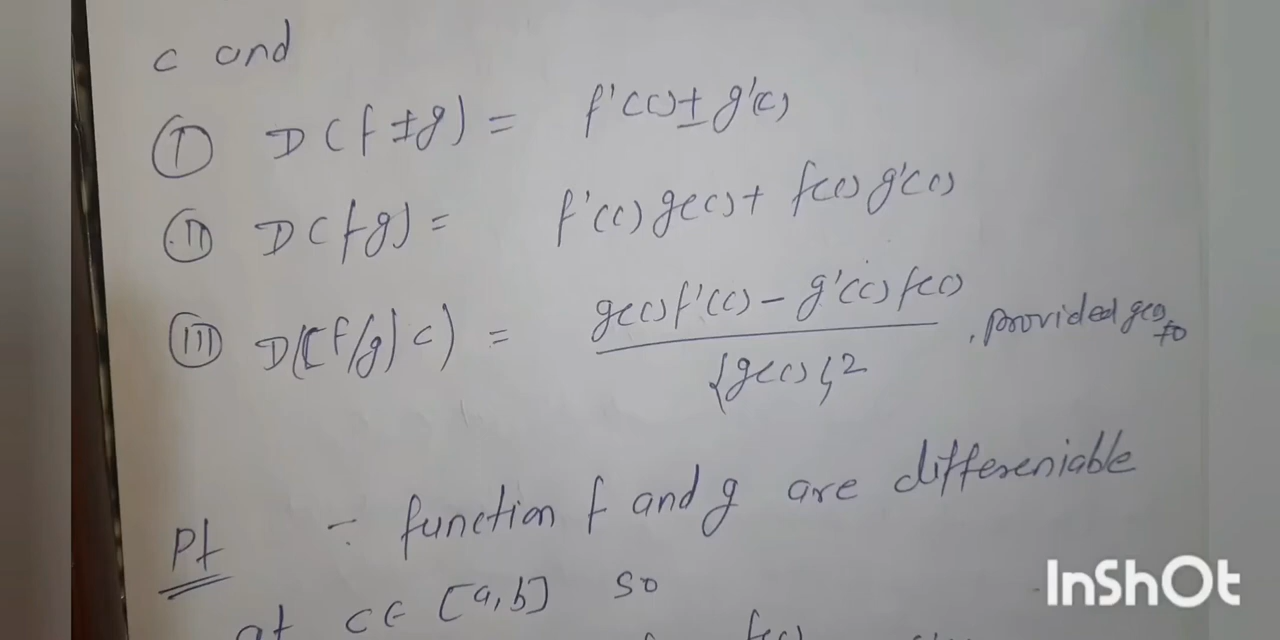 c and
(I) D(f±g) = f'(c) ± g'(c)
(II) D(fg) = f'(c) g(c) + f(c) g'(c)
(III) D((f/g) c) = g(c) f'(c) - g'(c) f(c) / {g(c)}2 , provided g(c) ≠0
Pf ∵ function f and g are differeniable
at c∈ [a,b] so
f(c)
InShOt